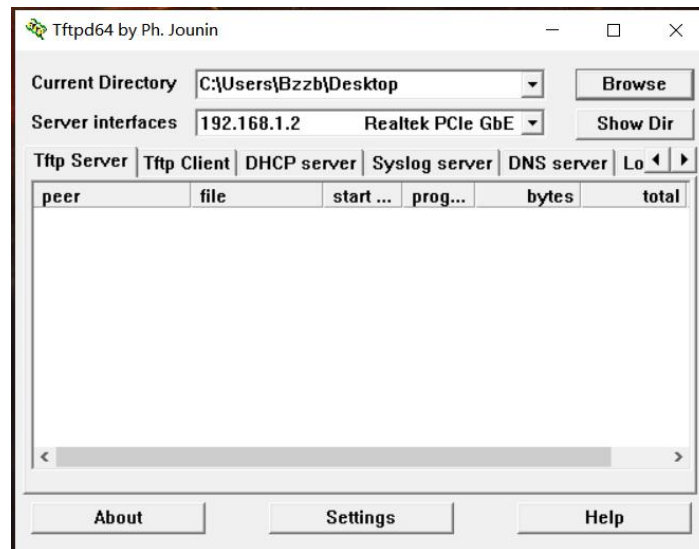 Tftpd64 by Ph. Jounin
Current Directory C:\Users\Bzzb\Desktop Browse
Server interfaces 192.168.1.2 Realtek PCIe GbE Show Dir
Tftp Server Tftp Client DHCP server Syslog server DNS server Lo
peer file start ... prog... bytes total
About Settings Help